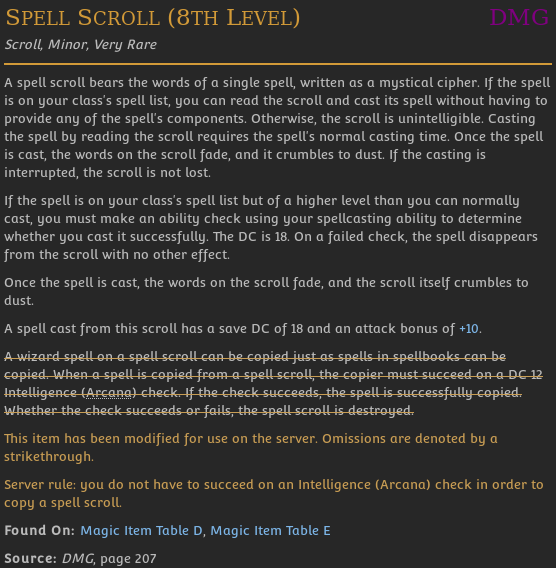 SPELL SCROLL (8TH LEVEL) DMG
Scroll, Minor, Very Rare
A spell scroll bears the words of a single spell, written as a mystical cipher. If the spell
is on your class's spell list, you can read the scroll and cast its spell without having to
provide any of the spell's components. Otherwise, the scroll is unintelligible. Casting
the spell by reading the scroll requires the spell's normal casting time. Once the spell
is cast, the words on the scroll fade, and it crumbles to dust. If the casting is
interrupted, the scroll is not lost.
If the spell is on your class's spell list but of a higher level than you can normally
cast, you must make an ability check using your spellcasting ability to determine
whether you cast it successfully. The DC is 18. On a failed check, the spell disappears
from the scroll with no other effect.
Once the spell is cast, the words on the scroll fade, and the scroll itself crumbles to
dust.
A spell cast from this scroll has a save DC of 18 and an attack bonus of +10.
A wizard spell on a spell scroll can be copied just as spells in spellbooks can be
copied. When a spell is copied from a spell scroll, the copier must succeed on a DC 12
Intelligence (Arcana) check. If the check succeeds, the spell is successfully copied.
Whether the check succeeds or fails, the spell scroll is destroyed.
This item has been modified for use on the server. Omissions are denoted by a
strikethrough.
Server rule: you do not have to succeed on an Intelligence (Arcana) check in order to
copy a spell scroll.
Found On: Magic Item Table D, Magic Item Table E
Source: DMG, page 207